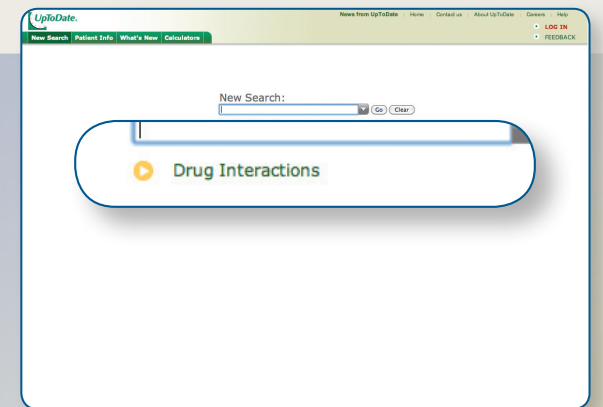 UpToDate.
News from UpToDate : Home : Contact us : About UpToDate : Careers : Help
LOG IN
FEEDBACK
New Search Patient Info What's New Calculators
New Search:
Go Clear
Drug Interactions